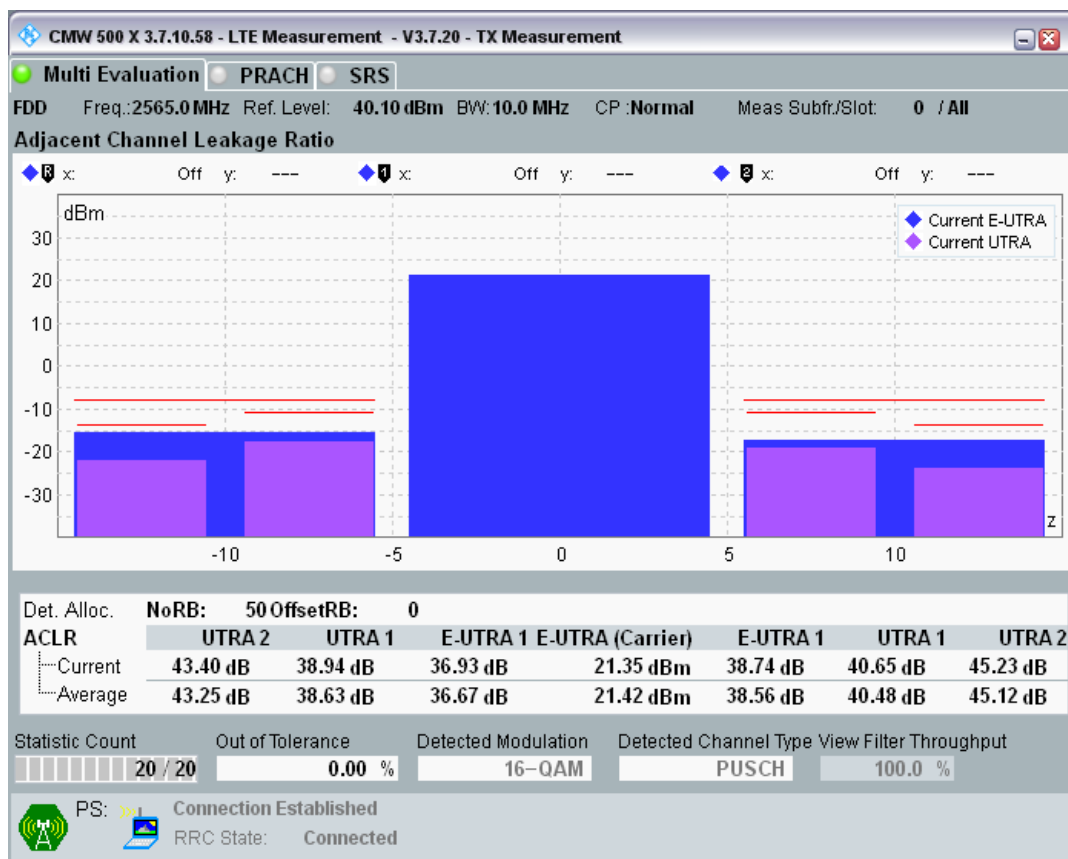 CMW 500 X 3.7.10.58 - LTE Measurement - V3.7.20 - TX Measurement
Multi Evaluation PRACH SRS
FDD Freq.:2565.0 MHz Ref. Level: 40.10 dBm BW: 10.0 MHz CP :Normal Meas Subfr./Slot: 0 / All
Adjacent Channel Leakage Ratio
R x: Off y: --- 1 x: Off y: --- 2 x: Off y: ---
dBm
Current E-UTRA
Current UTRA
30
20
10
0
-10
-20
-30
z
-10 -5 0 5 10
Det. Alloc. NoRB: 50 OffsetRB: 0
ACLR UTRA 2 UTRA 1 E-UTRA 1 E-UTRA (Carrier) E-UTRA 1 UTRA 1 UTRA 2
Current 43.40 dB 38.94 dB 36.93 dB 21.35 dBm 38.74 dB 40.65 dB 45.23 dB
Average 43.25 dB 38.63 dB 36.67 dB 21.42 dBm 38.56 dB 40.48 dB 45.12 dB
Statistic Count Out of Tolerance Detected Modulation Detected Channel Type View Filter Throughput
20 / 20 0.00 % 16-QAM PUSCH 100.0 %
PS: Connection Established
RRC State: Connected